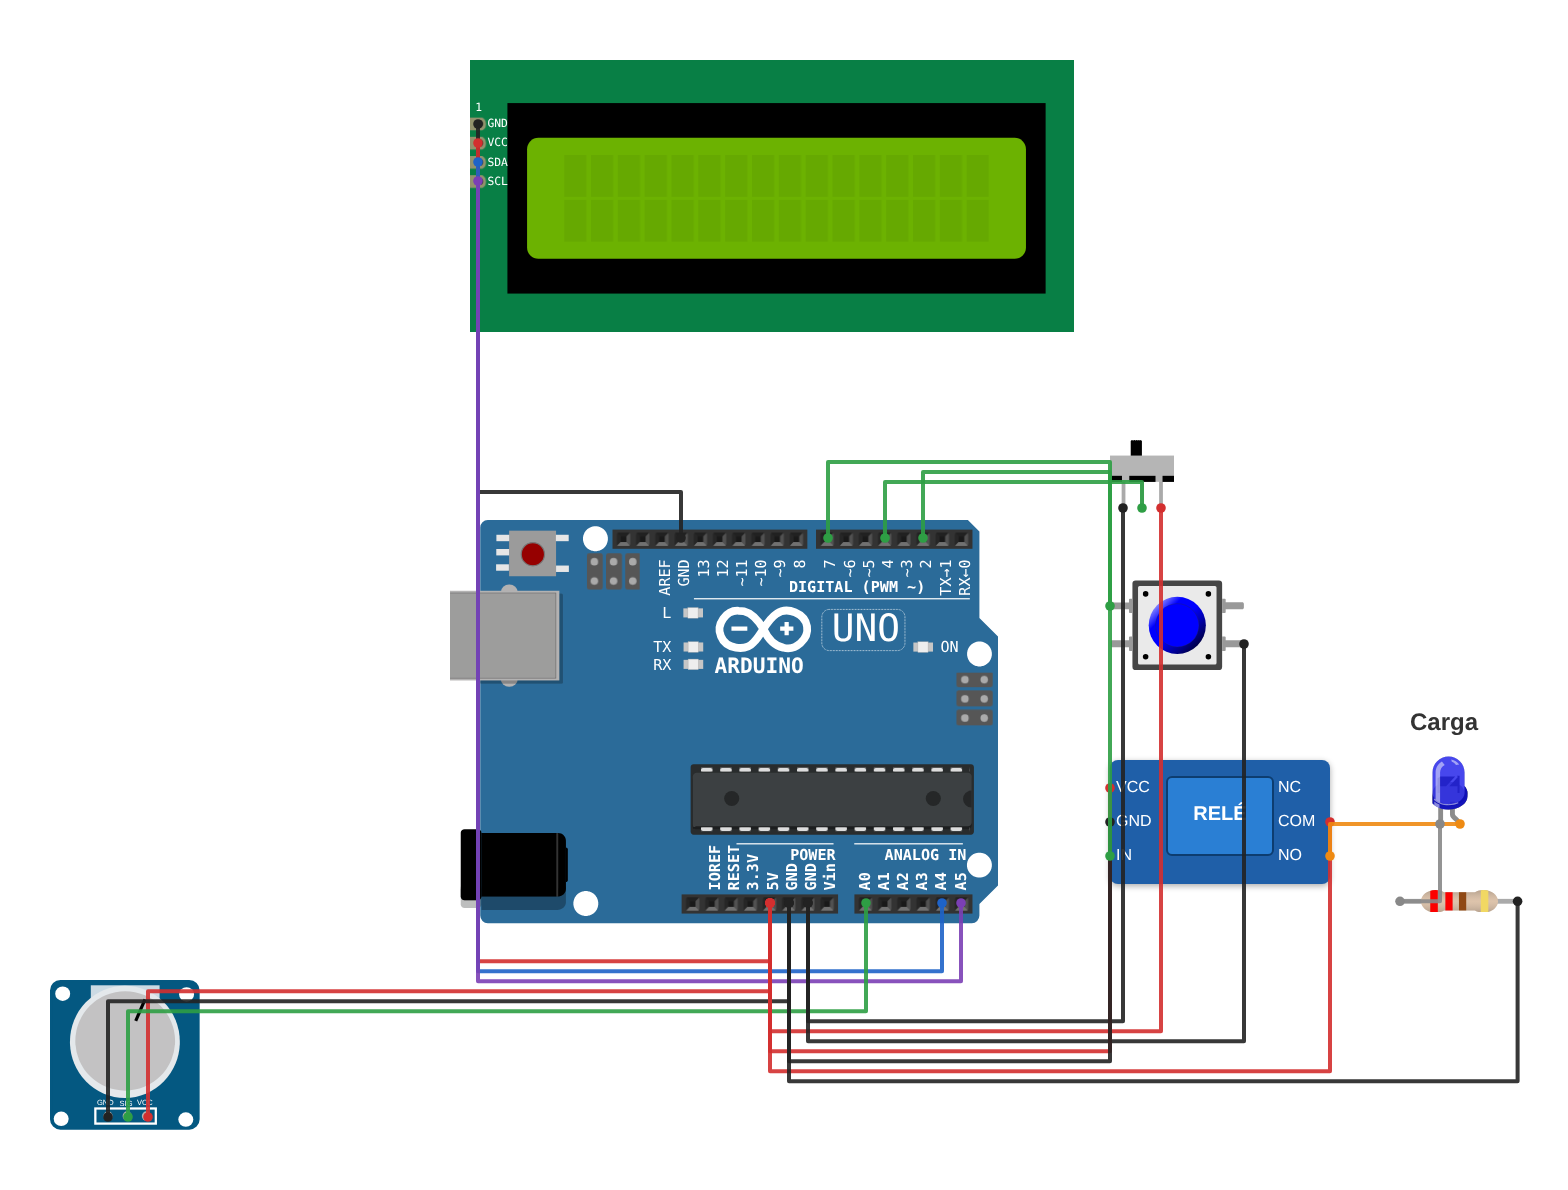 1
GND
VCC
SDA
SCL
AREF
GND
13
12
~11
~10
~9
8
7
~6
~5
4
~3
2
TX→1
RX←0
DIGITAL (PWM ~)
L
TX
RX
UNO
ON
ARDUINO
IOREF
RESET
3.3V
5V
GND
GND
Vin
POWER
ANALOG IN
A0
A1
A2
A3
A4
A5
Carga
VCC
GND
IN
RELÉ
NC
COM
NO
GND
SIG
VCC